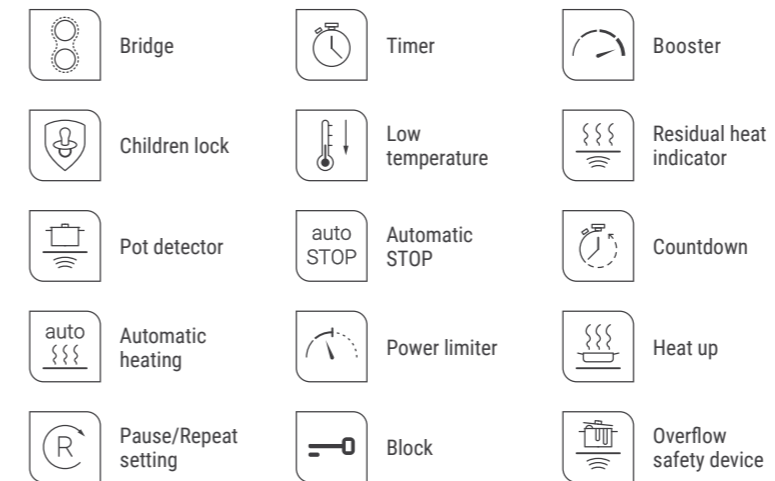 Bridge
Timer
Booster
Children lock
Low
temperature
Residual heat
indicator
Pot detector
auto
STOP
Automatic
STOP
Countdown
auto
Automatic
heating
Power limiter
Heat up
R
Pause/Repeat
setting
Block
Overflow
safety device